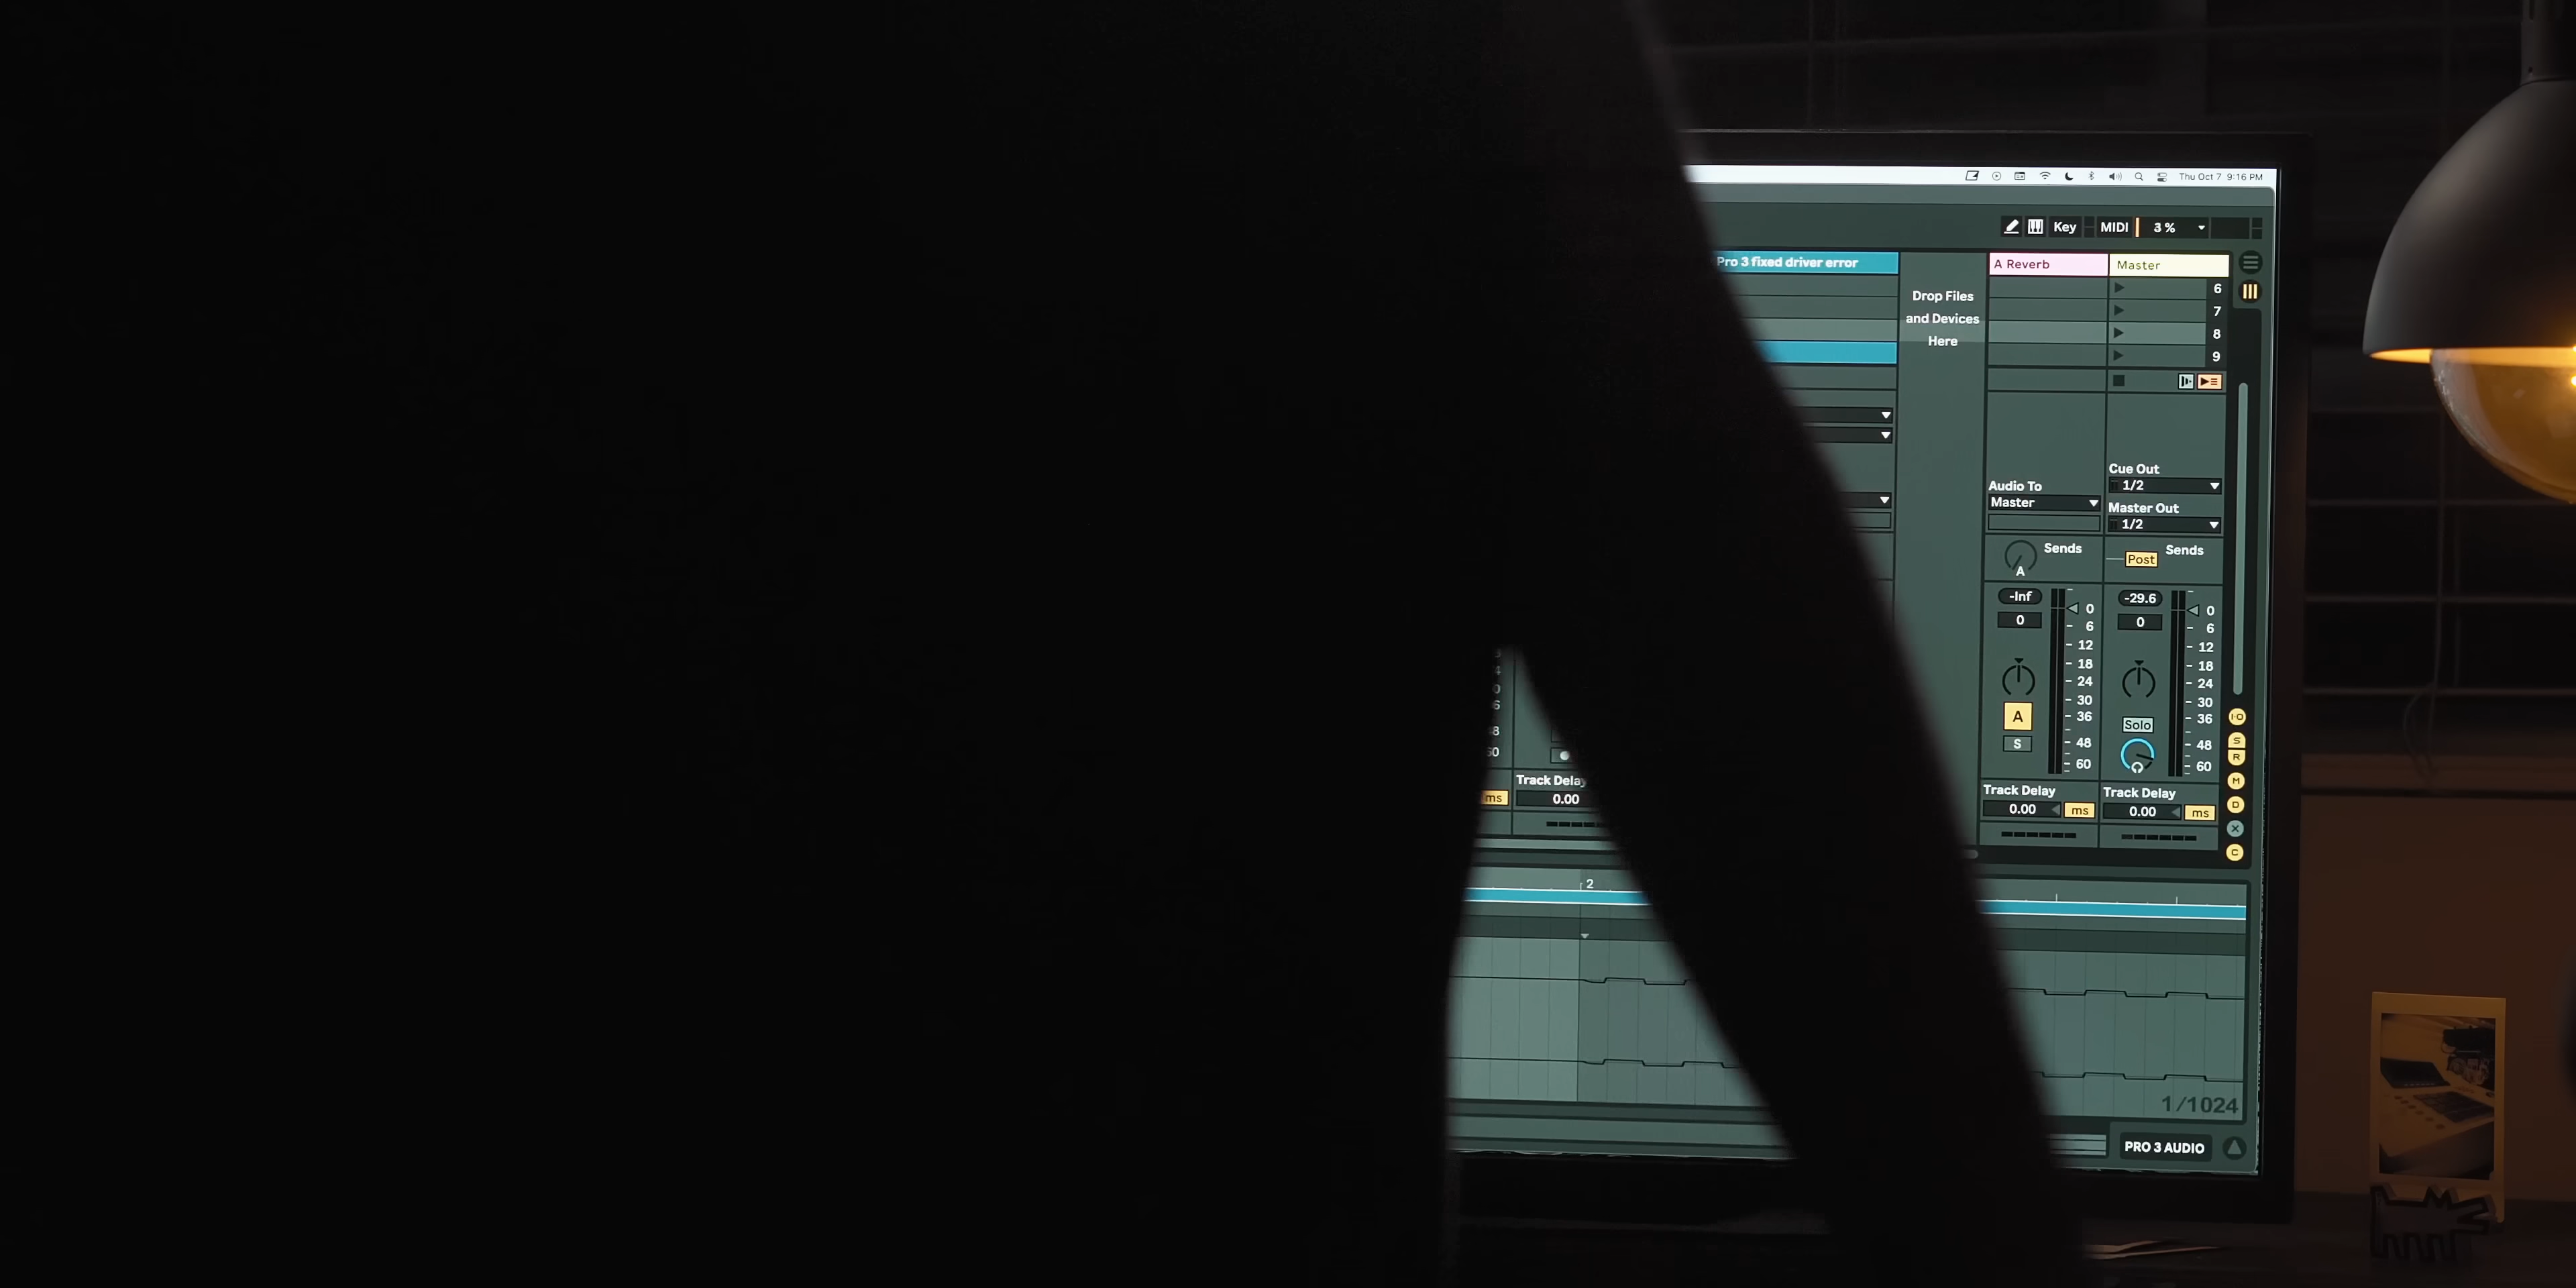 Thu Oct 7 9:16 PM
Key MIDI 3 %
Pro 3 fixed driver error
Drop Files
and Devices
Here
A Reverb
Master
6
7
8
9
Audio To
Master
Cue Out
1/2
Master Out
1/2
Sends
A
Post
Sends
-Inf
0
0
6
12
18
24
30
36
48
60
A
S
-29.6
0
0
6
12
18
24
30
36
48
60
Solo
I·O
S
R
M
D
C
ms
Track Delay
0.00
Track Delay
0.00 ms
Track Delay
0.00 ms
2
1/1024
PRO 3 AUDIO